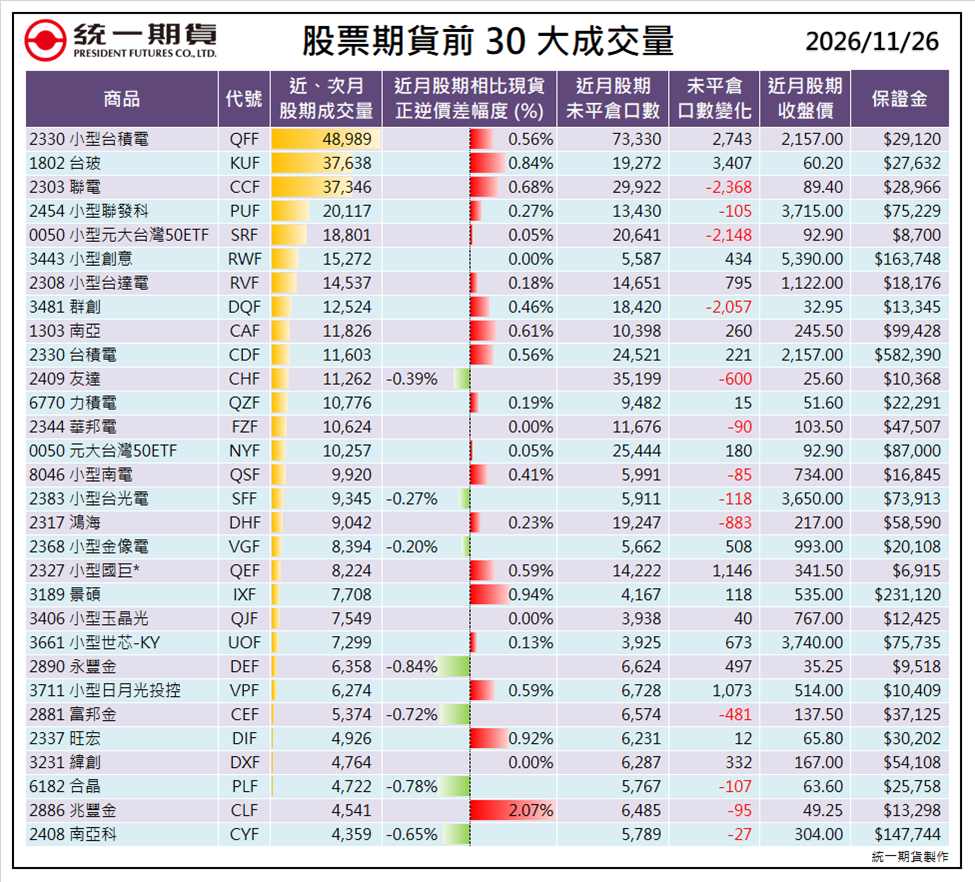 統一期貨
PRESIDENT FUTURES CO., LTD.
股票期貨前 30 大成交量
2026/11/26
商品 代號 近、次月股期成交量 近月股期相比現貨正逆價差幅度 (%) 近月股期未平倉口數 未平倉口數變化 近月股期收盤價 保證金
2330 小型台積電 QFF 48,989 0.56% 73,330 2,743 2,157.00 $29,120
1802 台玻 KUF 37,638 0.84% 19,272 3,407 60.20 $27,632
2303 聯電 CCF 37,346 0.68% 29,922 -2,368 89.40 $28,966
2454 小型聯發科 PUF 20,117 0.27% 13,430 -105 3,715.00 $75,229
0050 小型元大台灣50ETF SRF 18,801 0.05% 20,641 -2,148 92.90 $8,700
3443 小型創意 RWF 15,272 0.00% 5,587 434 5,390.00 $163,748
2308 小型台達電 RVF 14,537 0.18% 14,651 795 1,122.00 $18,176
3481 群創 DQF 12,524 0.46% 18,420 -2,057 32.95 $13,345
1303 南亞 CAF 11,826 0.61% 10,398 260 245.50 $99,428
2330 台積電 CDF 11,603 0.56% 24,521 221 2,157.00 $582,390
2409 友達 CHF 11,262 -0.39% 35,199 -600 25.60 $10,368
6770 力積電 QZF 10,776 0.19% 9,482 15 51.60 $22,291
2344 華邦電 FZF 10,624 0.00% 11,676 -90 103.50 $47,507
0050 元大台灣50ETF NYF 10,257 0.05% 25,444 180 92.90 $87,000
8046 小型南電 QSF 9,920 0.41% 5,991 -85 734.00 $16,845
2383 小型台光電 SFF 9,345 -0.27% 5,911 -118 3,650.00 $73,913
2317 鴻海 DHF 9,042 0.23% 19,247 -883 217.00 $58,590
2368 小型金像電 VGF 8,394 -0.20% 5,662 508 993.00 $20,108
2327 小型國巨* QEF 8,224 0.59% 14,222 1,146 341.50 $6,915
3189 景碩 IXF 7,708 0.94% 4,167 118 535.00 $231,120
3406 小型玉晶光 QJF 7,549 0.00% 3,938 40 767.00 $12,425
3661 小型世芯-KY UOF 7,299 0.13% 3,925 673 3,740.00 $75,735
2890 永豐金 DEF 6,358 -0.84% 6,624 497 35.25 $9,518
3711 小型日月光投控 VPF 6,274 0.59% 6,728 1,073 514.00 $10,409
2881 富邦金 CEF 5,374 -0.72% 6,574 -481 137.50 $37,125
2337 旺宏 DIF 4,926 0.92% 6,231 12 65.80 $30,202
3231 緯創 DXF 4,764 0.00% 6,287 332 167.00 $54,108
6182 合晶 PLF 4,722 -0.78% 5,767 -107 63.60 $25,758
2886 兆豐金 CLF 4,541 2.07% 6,485 -95 49.25 $13,298
2408 南亞科 CYF 4,359 -0.65% 5,789 -27 304.00 $147,744
統一期貨製作